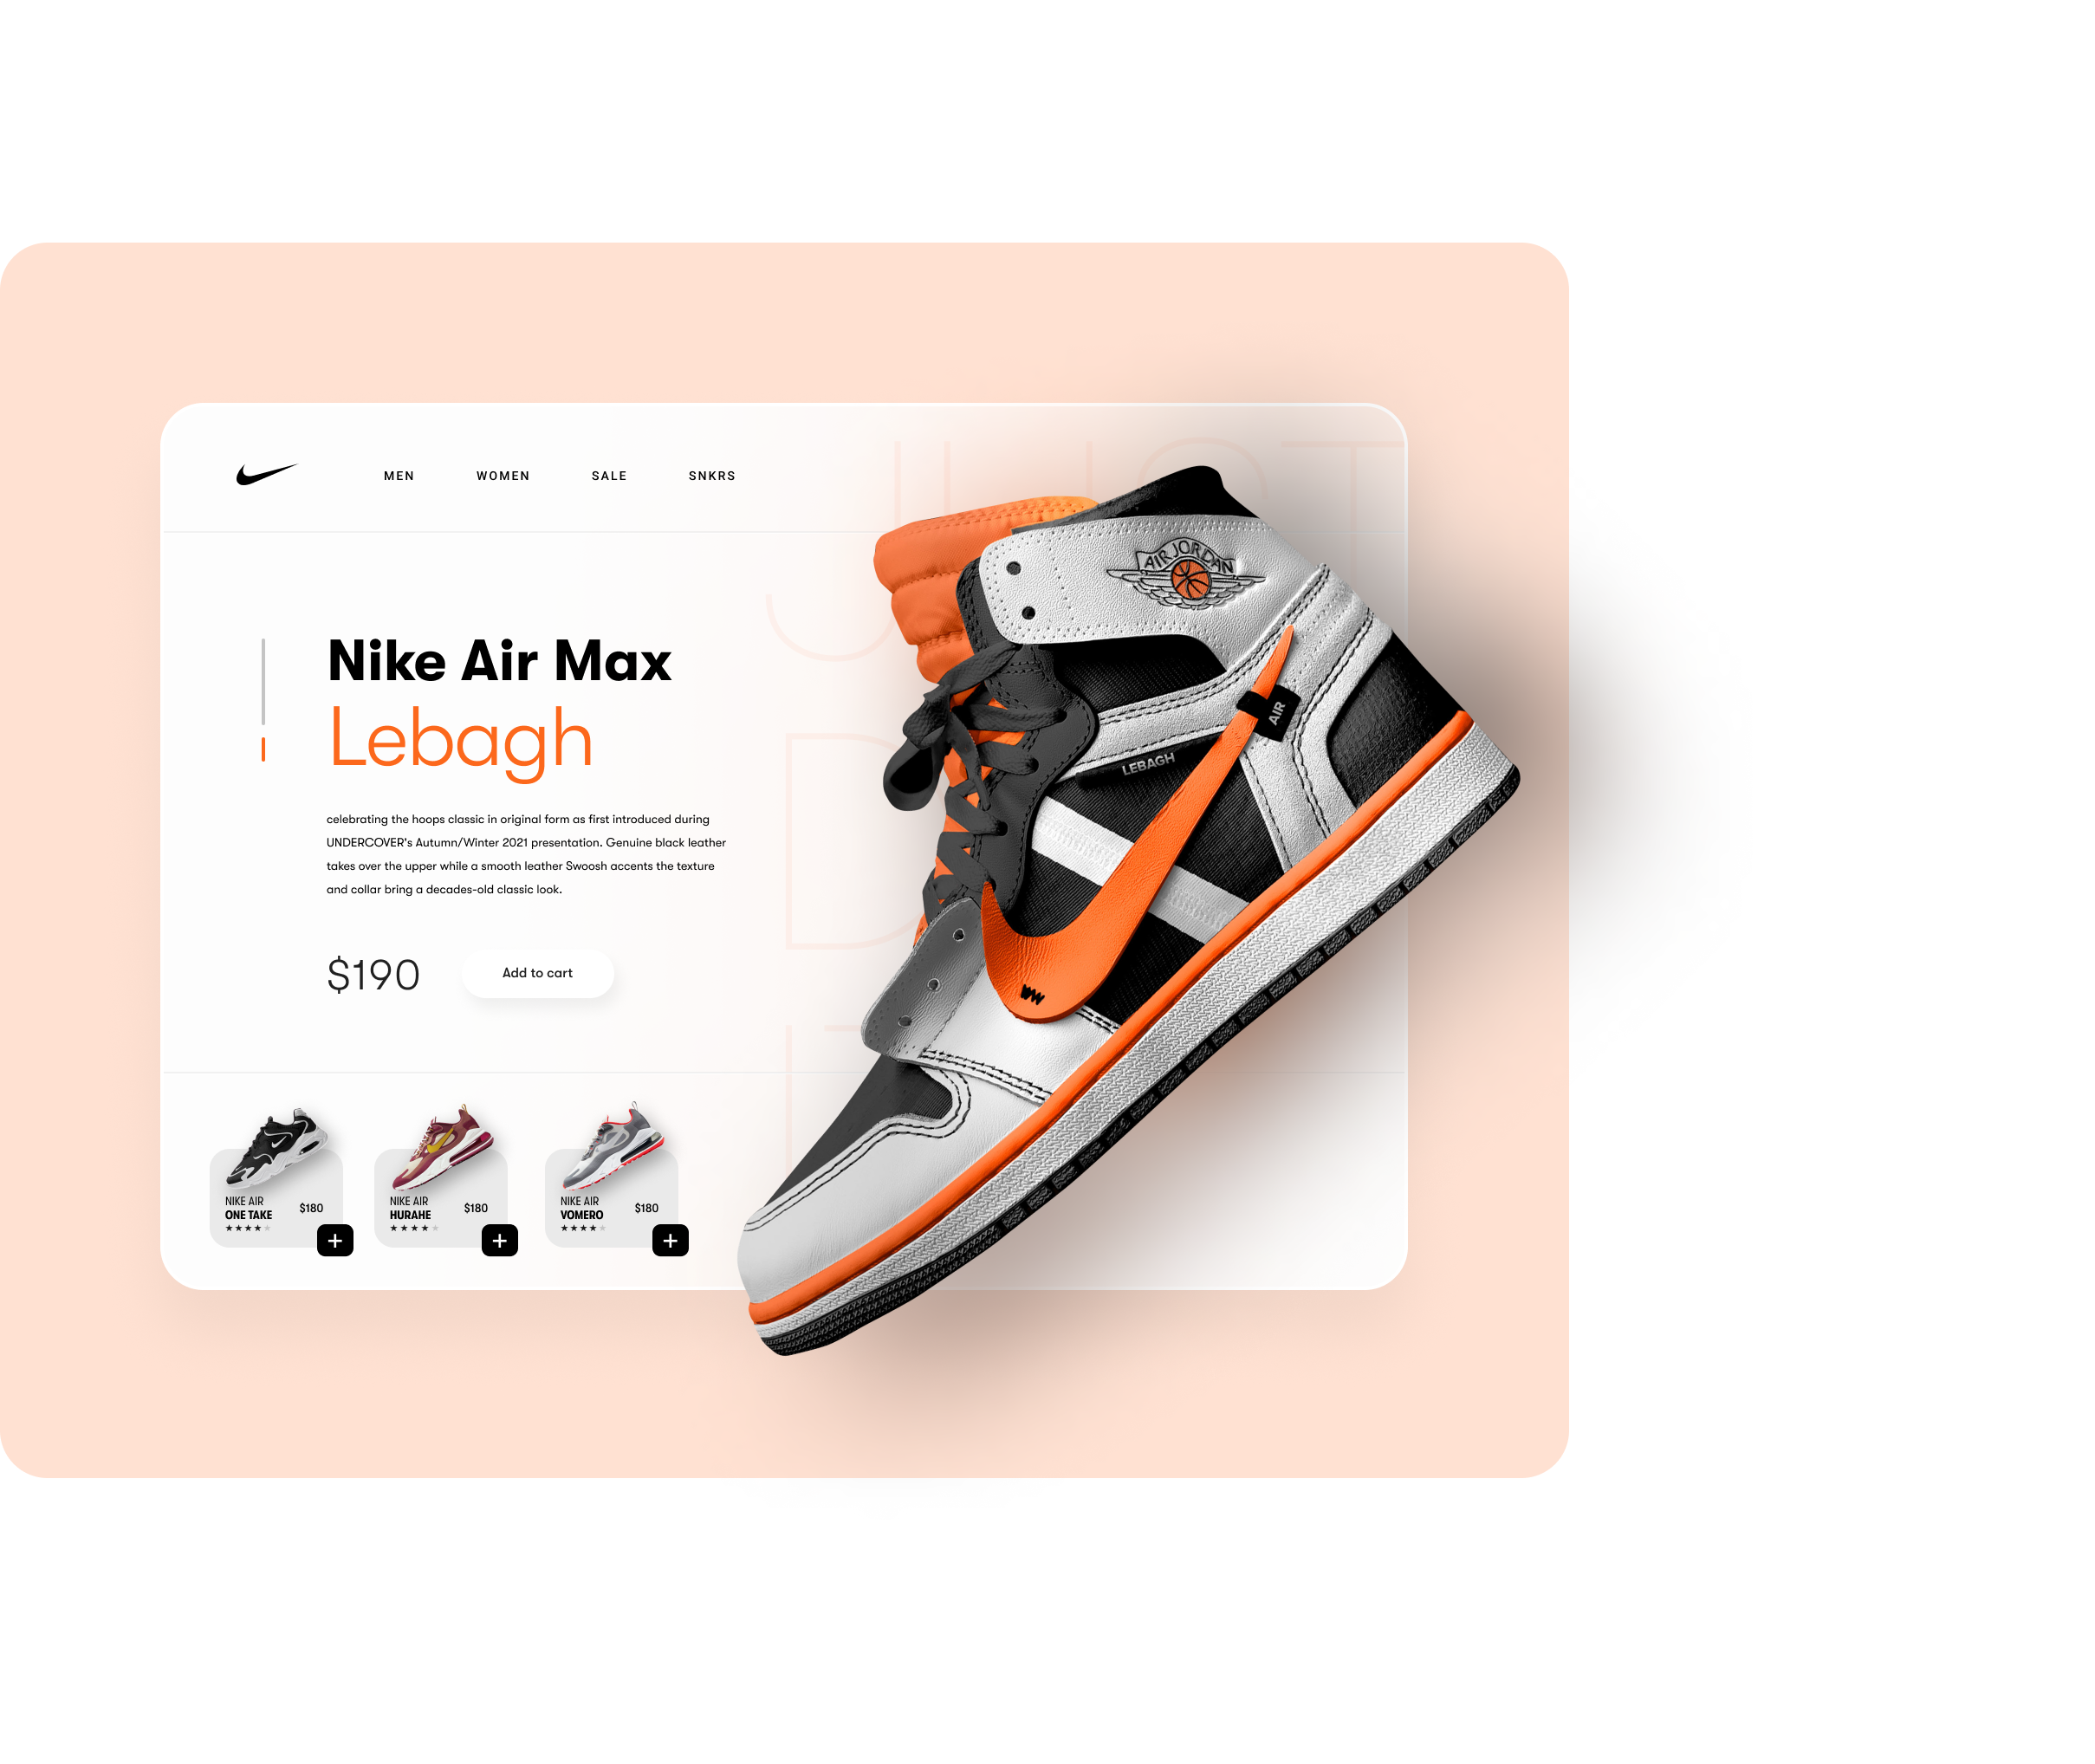 MEN WOMEN SALE SNKRS
Nike Air Max
Lebagh
celebrating the hoops classic in original form as first introduced during
UNDERCOVER's Autumn/Winter 2021 presentation. Genuine black leather
takes over the upper while a smooth leather Swoosh accents the texture
and collar bring a decades-old classic look.
$190
Add to cart
NIKE AIR
ONE TAKE
$180
NIKE AIR
HURAHE
$180
NIKE AIR
VOMERO
$180
JUST
AIR JORDAN
AIR
LEBAGH